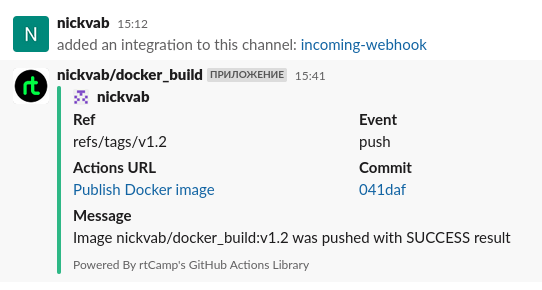 N
nickvab 15:12
added an integration to this channel: incoming-webhook
rt
nickvab/docker_build ПРИЛОЖЕНИЕ 15:41
nickvab
Ref Event
refs/tags/v1.2 push
Actions URL Commit
Publish Docker image 041daf
Message
Image nickvab/docker_build:v1.2 was pushed with SUCCESS result
Powered By rtCamp's GitHub Actions Library